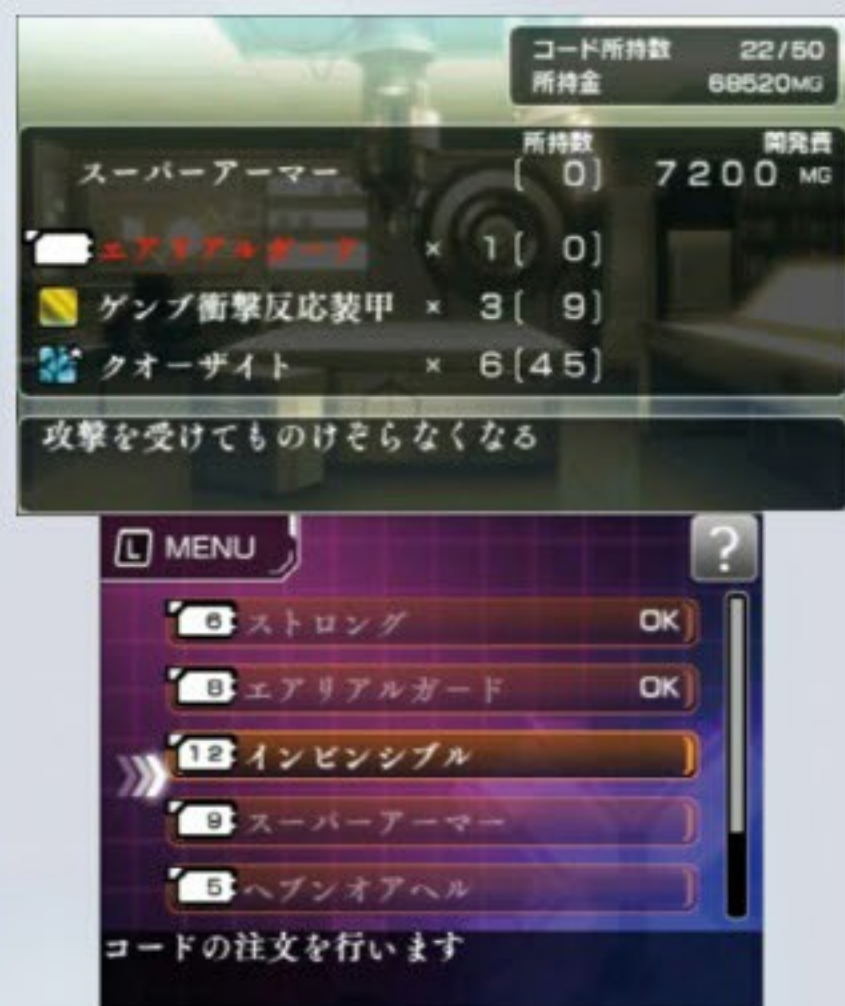 コード所持数 22/50
所持金 68520MG
所持数 開発費
スーパーアーマー [ 0] 7200 MG
エアリアルガード × 1[ 0]
ゲンブ衝撃反応装甲 × 3[ 9]
クオーザイト × 6[45]
攻撃を受けてものけぞらなくなる
L MENU ?
6 ストロング OK
8 エアリアルガード OK
12 インビンシブル
9 スーパーアーマー
5 ヘブンオアヘル
コードの注文を行います